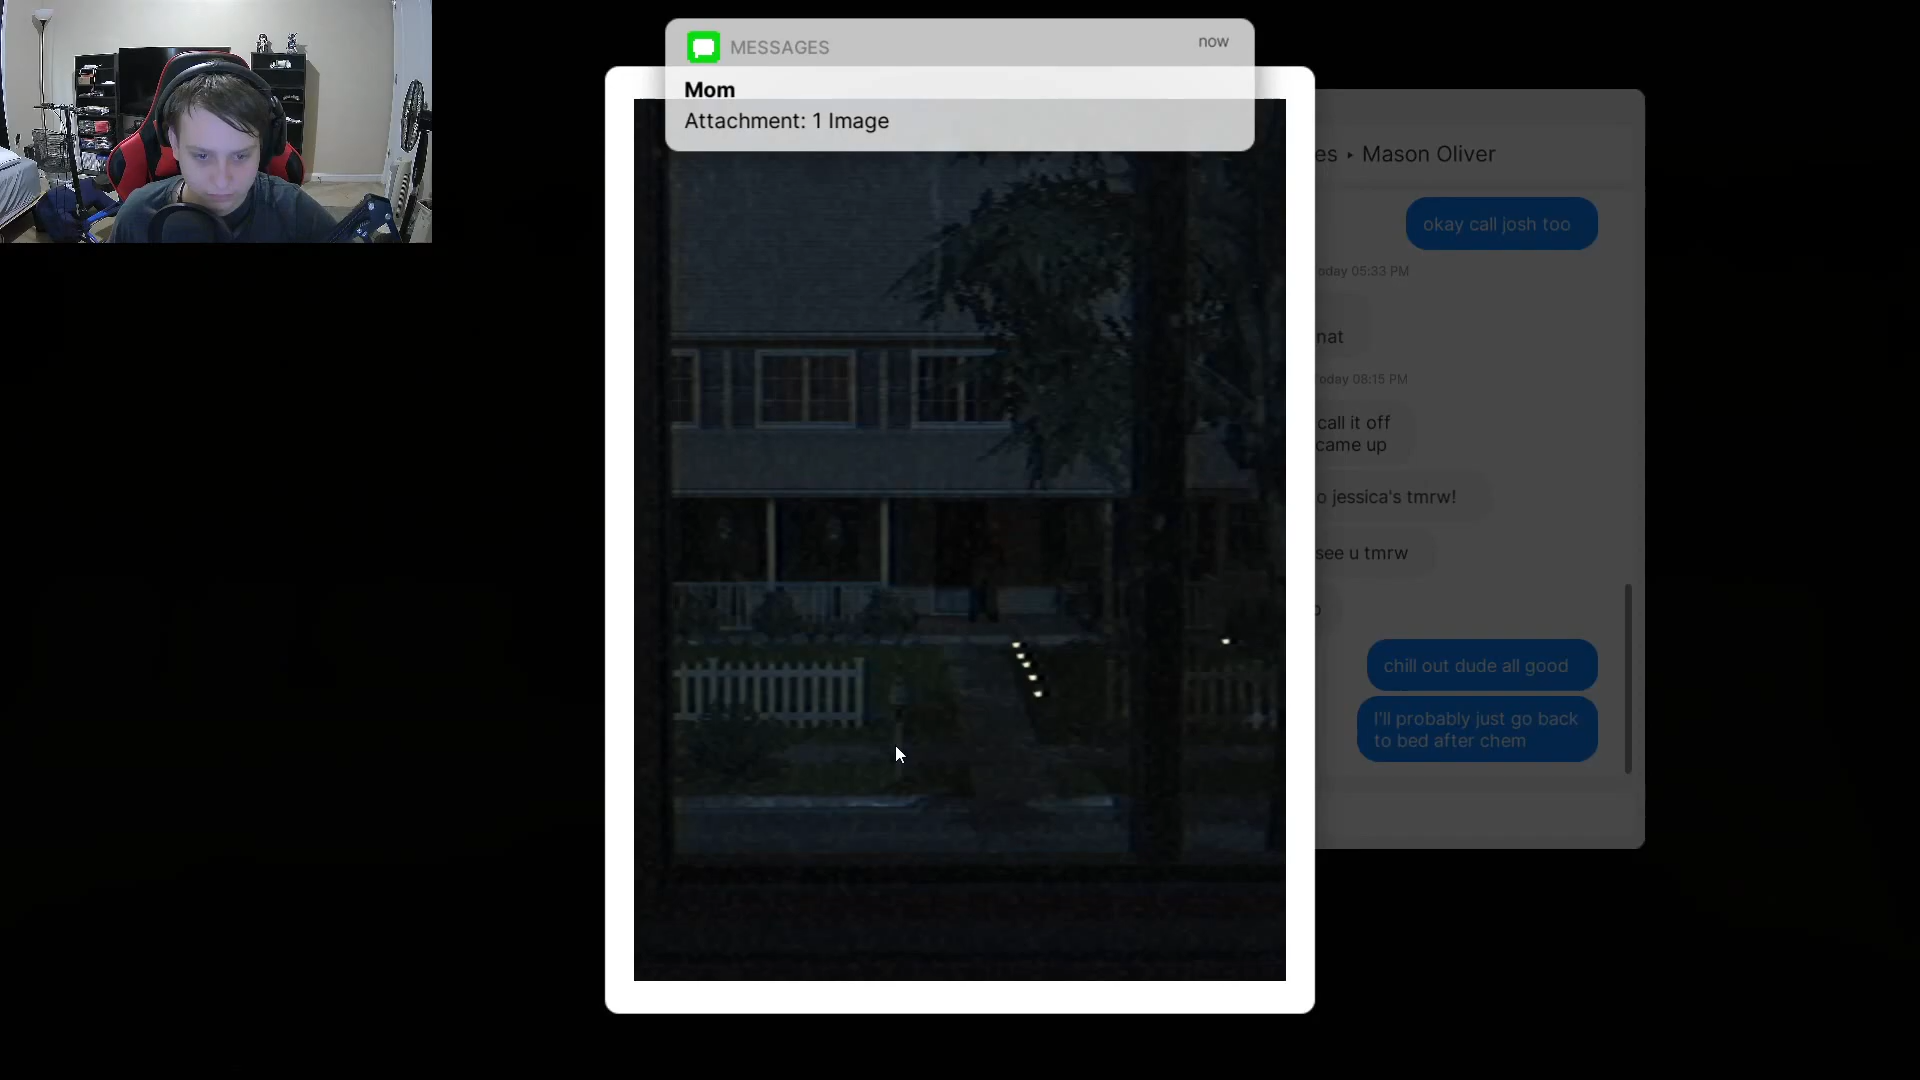 MESSAGES
now
Mom
Attachment: 1 Image
es ‣ Mason Oliver
okay call josh too
oday 05:33 PM
nat
oday 08:15 PM
call it off
came up
o jessica's tmrw!
see u tmrw
chill out dude all good
I'll probably just go back
to bed after chem